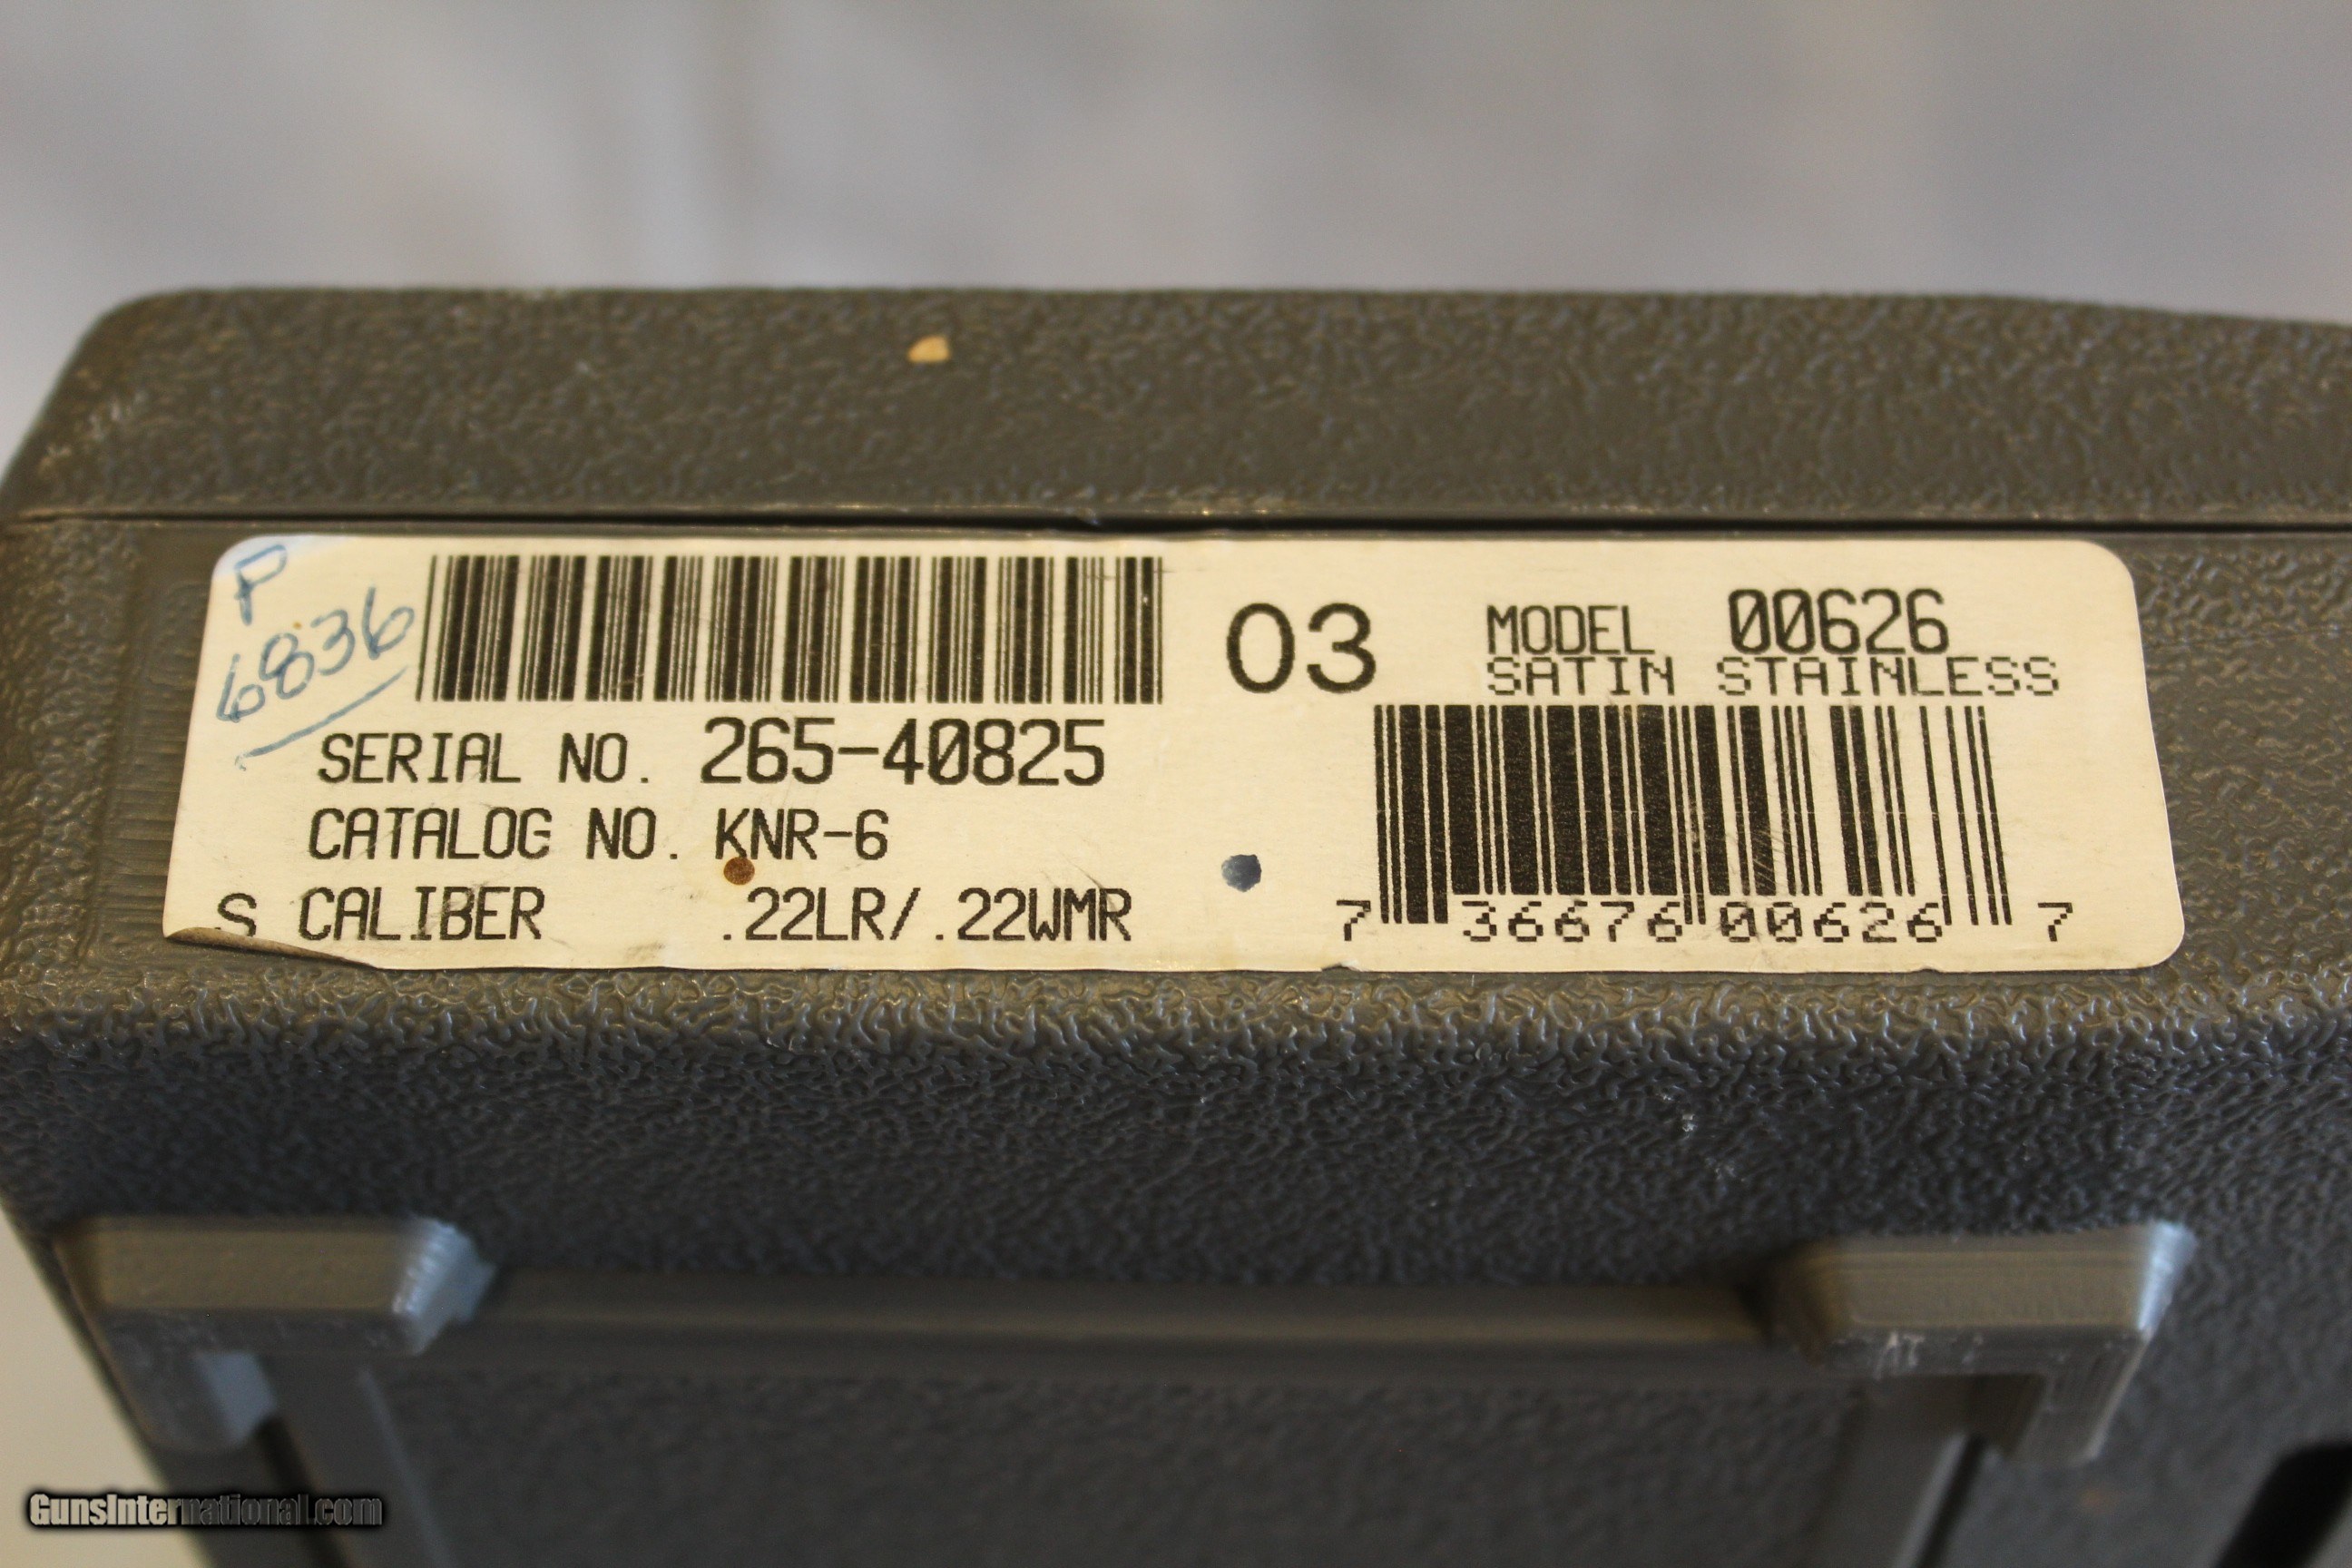 P
6836
03
MODEL 00626
SATIN STAINLESS
SERIAL NO. 265-40825
CATALOG NO. KNR-6
S CALIBER .22LR/.22WMR
7 36676 00626 7
GunsInternational.com